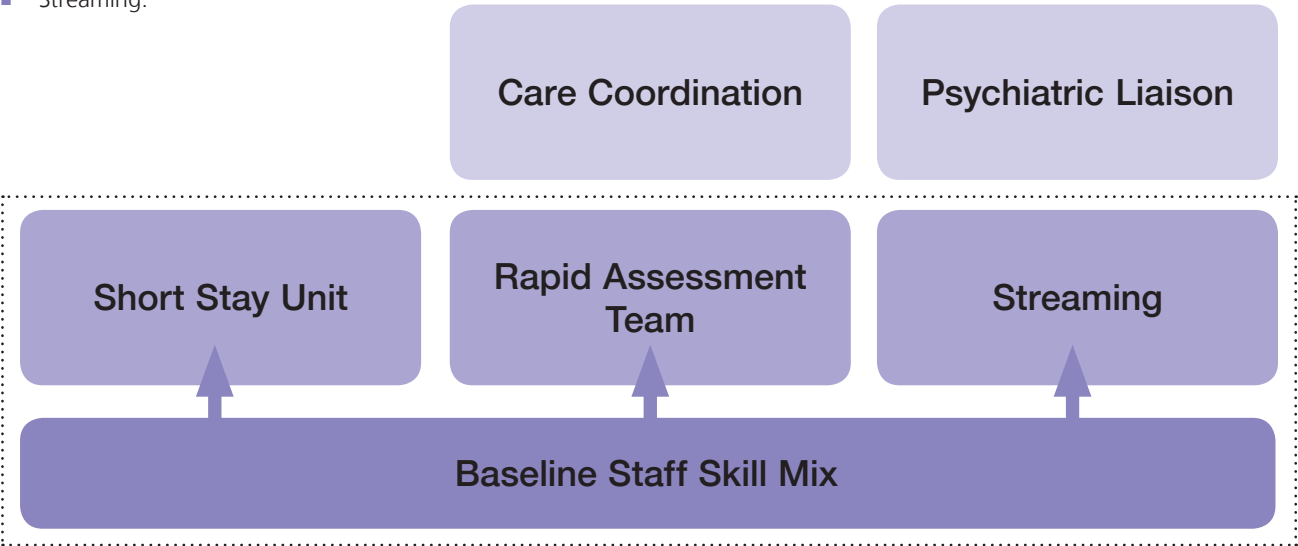 Streaming.
Care Coordination
Psychiatric Liaison
Short Stay Unit
Rapid Assessment
Team
Streaming
Baseline Staff Skill Mix